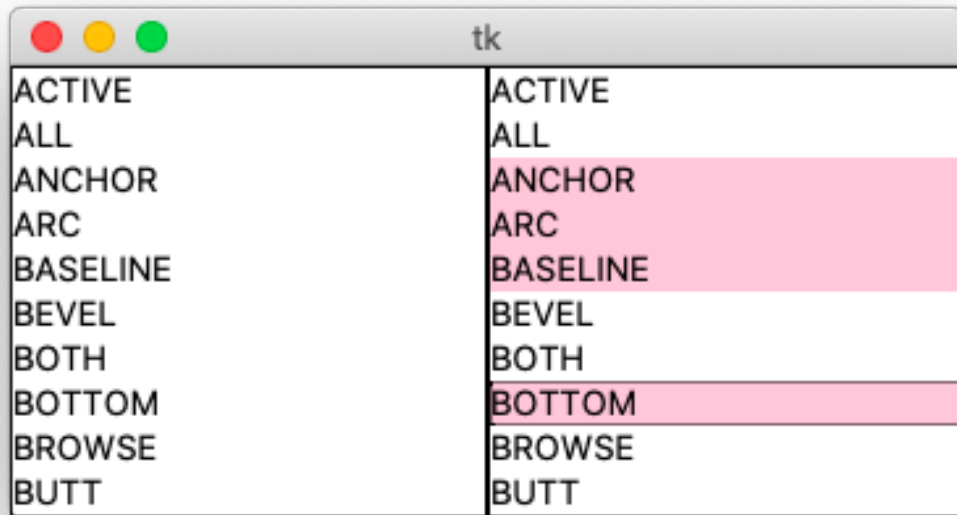 tk
ACTIVE
ALL
ANCHOR
ARC
BASELINE
BEVEL
BOTH
BOTTOM
BROWSE
BUTT
ACTIVE
ALL
ANCHOR
ARC
BASELINE
BEVEL
BOTH
BOTTOM
BROWSE
BUTT